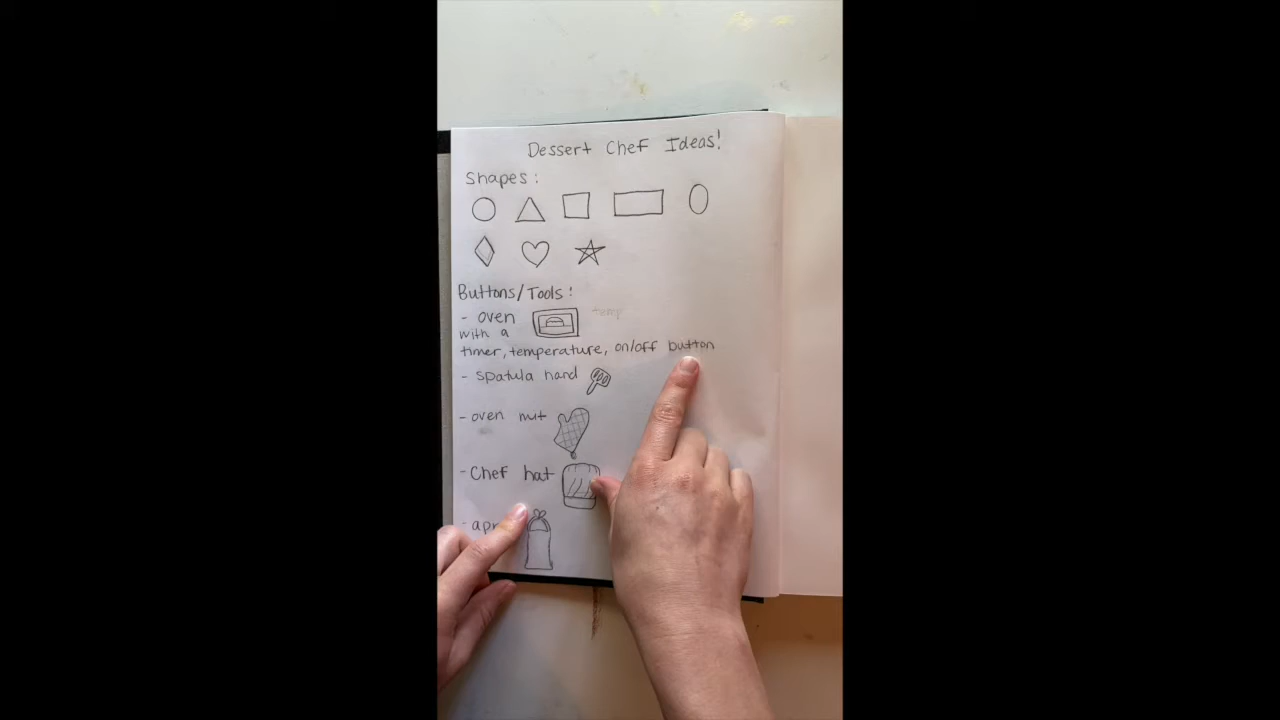 Dessert Chef Ideas!
Shapes:
Buttons/Tools:
- oven
with a
timer, temperature, on/off button
- spatula hand
- oven mit
- Chef hat